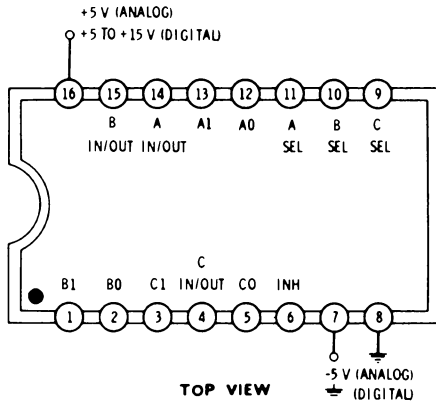 +5 V (ANALOG)
+5 TO +15 V (DIGITAL)
16 15 14 13 12 11 10 9
B A A1 A0 A B C
IN/OUT IN/OUT SEL SEL SEL
C
B1 B0 C1 IN/OUT CO INH
1 2 3 4 5 6 7 8
-5 V (ANALOG)
(DIGITAL)
TOP VIEW